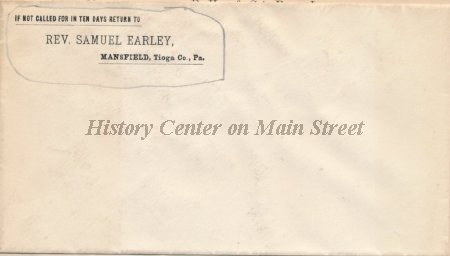 IF NOT CALLED FOR IN TEN DAYS RETURN TO
REV. SAMUEL EARLEY,
MANSFIELD, Tioga Co., Pa.
History Center on Main Street